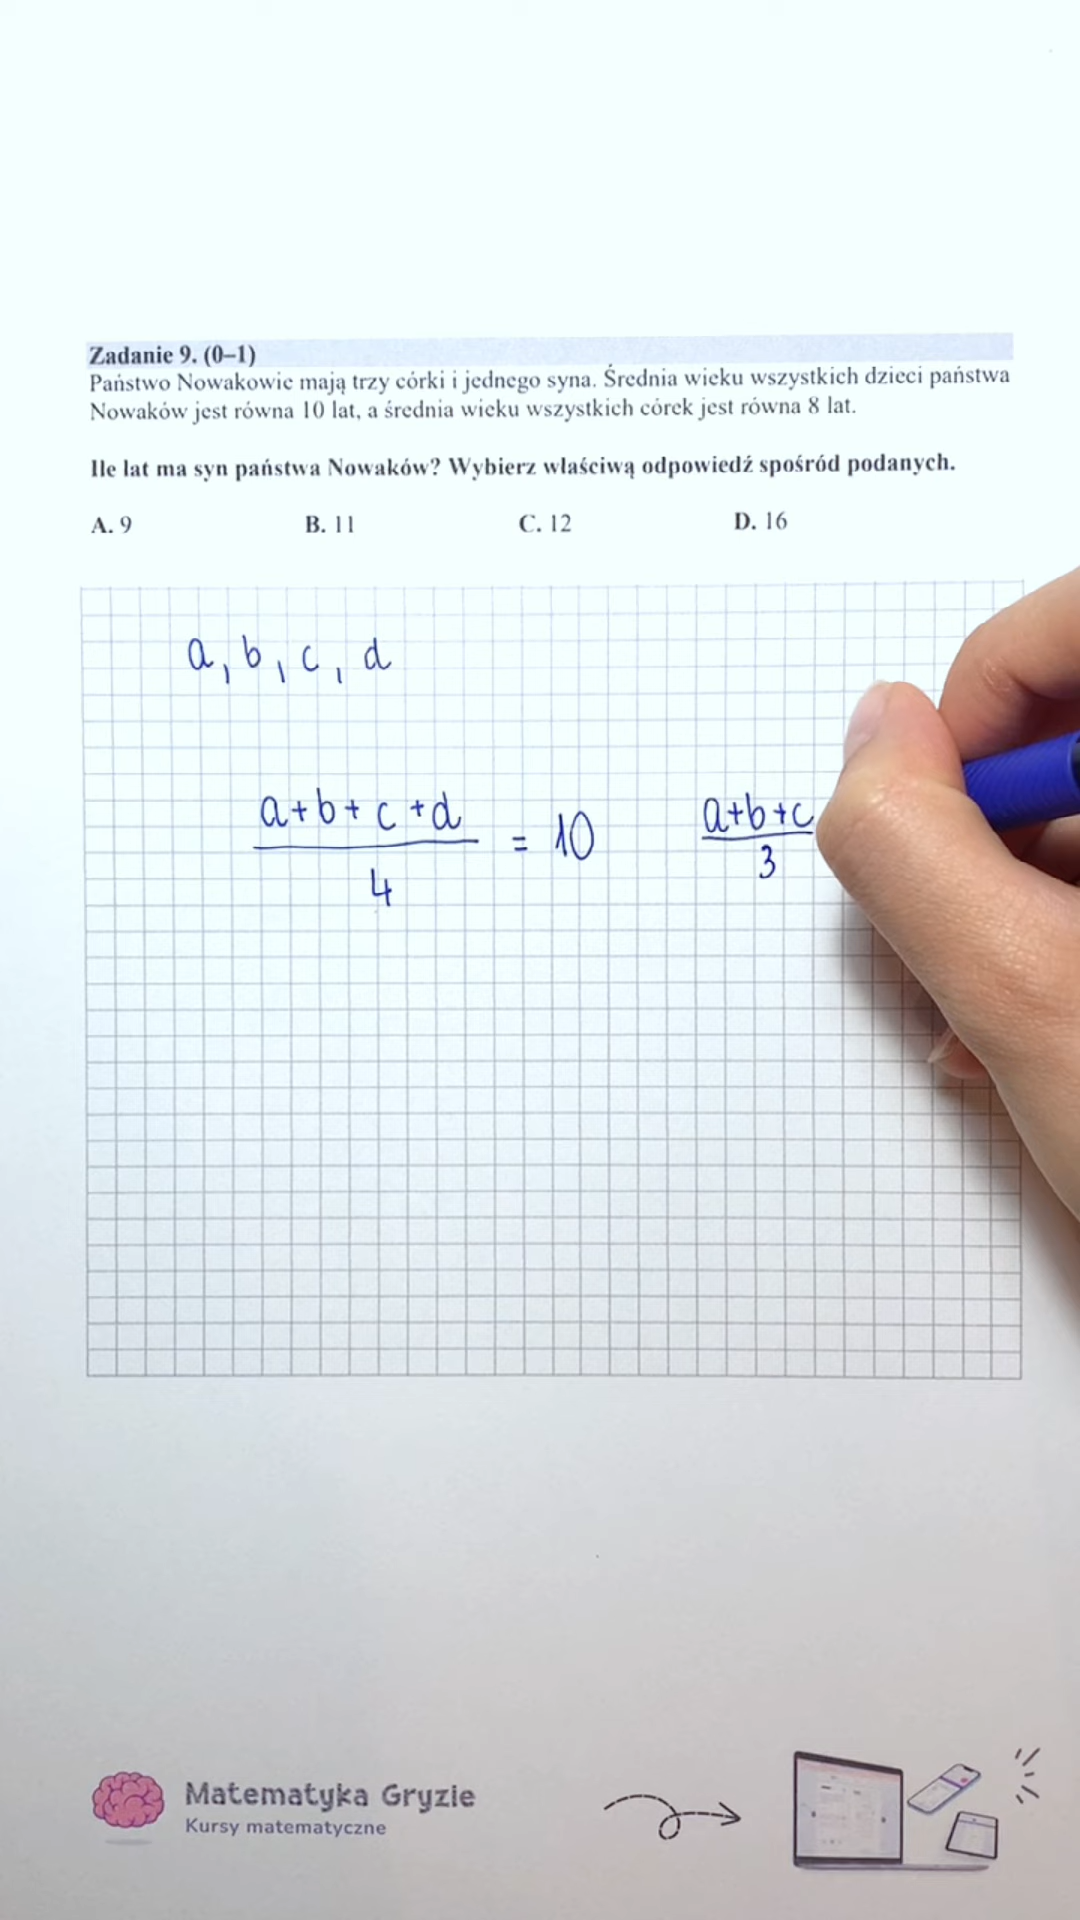 Zadanie 9. (0–1)
Państwo Nowakowie mają trzy córki i jednego syna. Średnia wieku wszystkich dzieci państwa
Nowaków jest równa 10 lat, a średnia wieku wszystkich córek jest równa 8 lat.
Ile lat ma syn państwa Nowaków? Wybierz właściwą odpowiedź spośród podanych.
A. 9 B. 11 C. 12 D. 16
a, b, c, d
a+b+c+d
= 10
4
a+b+c
3
Matematyka Gryzie
Kursy matematyczne